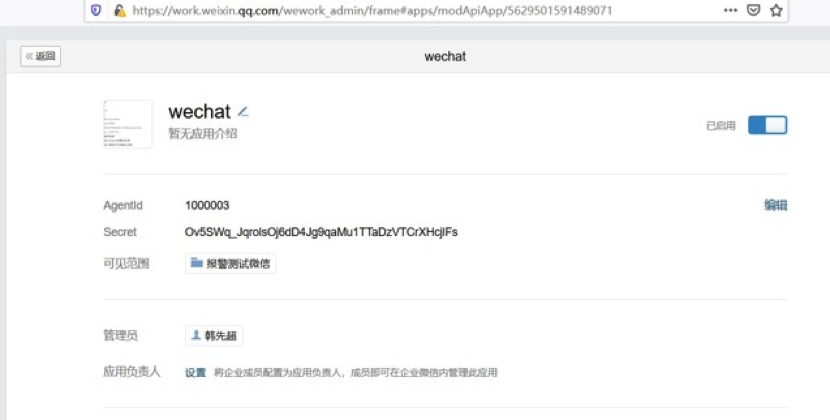 https://work.weixin.qq.com/wework_admin/frame#apps/modApiApp/5629501591489071
«返回
wechat
wechat
暂无应用介绍
已启用
AgentId 1000003
编辑
Secret Ov5SWq_JqroIsOj6dD4Jg9qaMu1TTaDzVTCrXHcjIFs
可见范围 报警测试微信
管理员 韩先超
应用负责人 设置 将企业成员配置为应用负责人，成员即可在企业微信内管理此应用